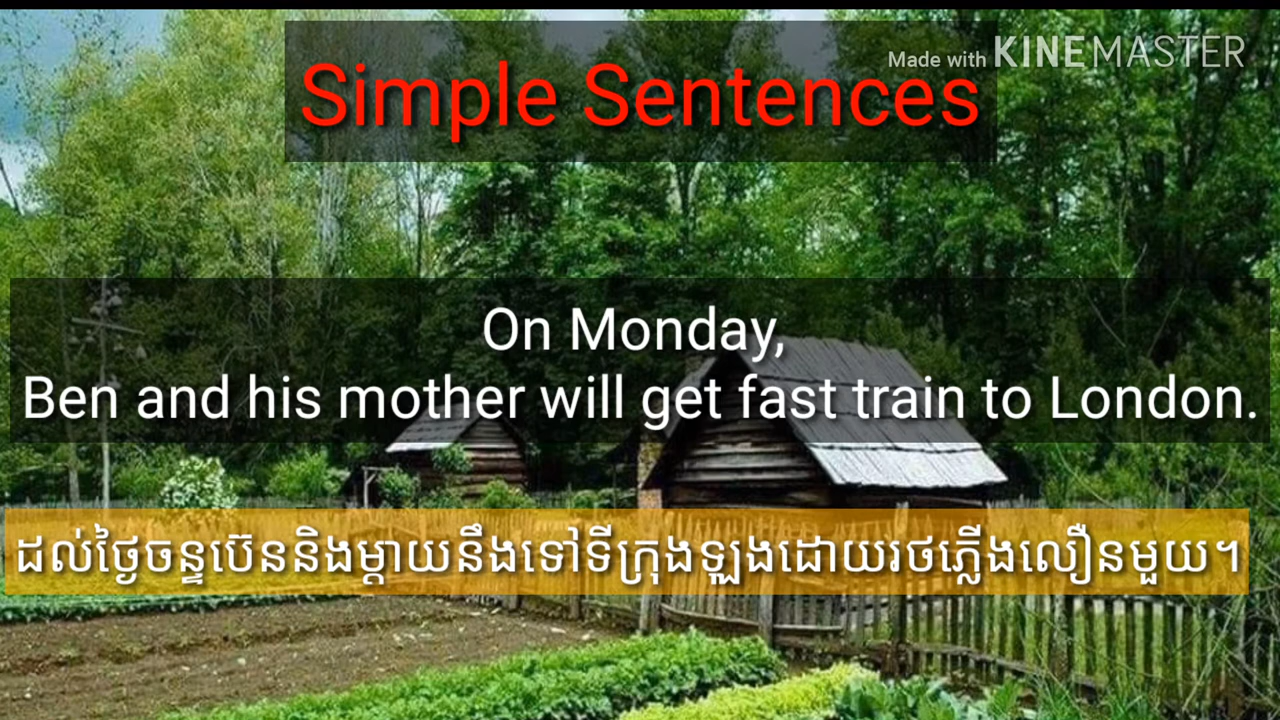 Made with KINEMASTER
Simple Sentences
On Monday,
Ben and his mother will get fast train to London.
ដល់ថ្ងៃចន្ទប៊េននិងម្តាយនឹងទៅទីក្រុងឡុងដោយរថភ្លើងលឿនមួយ។